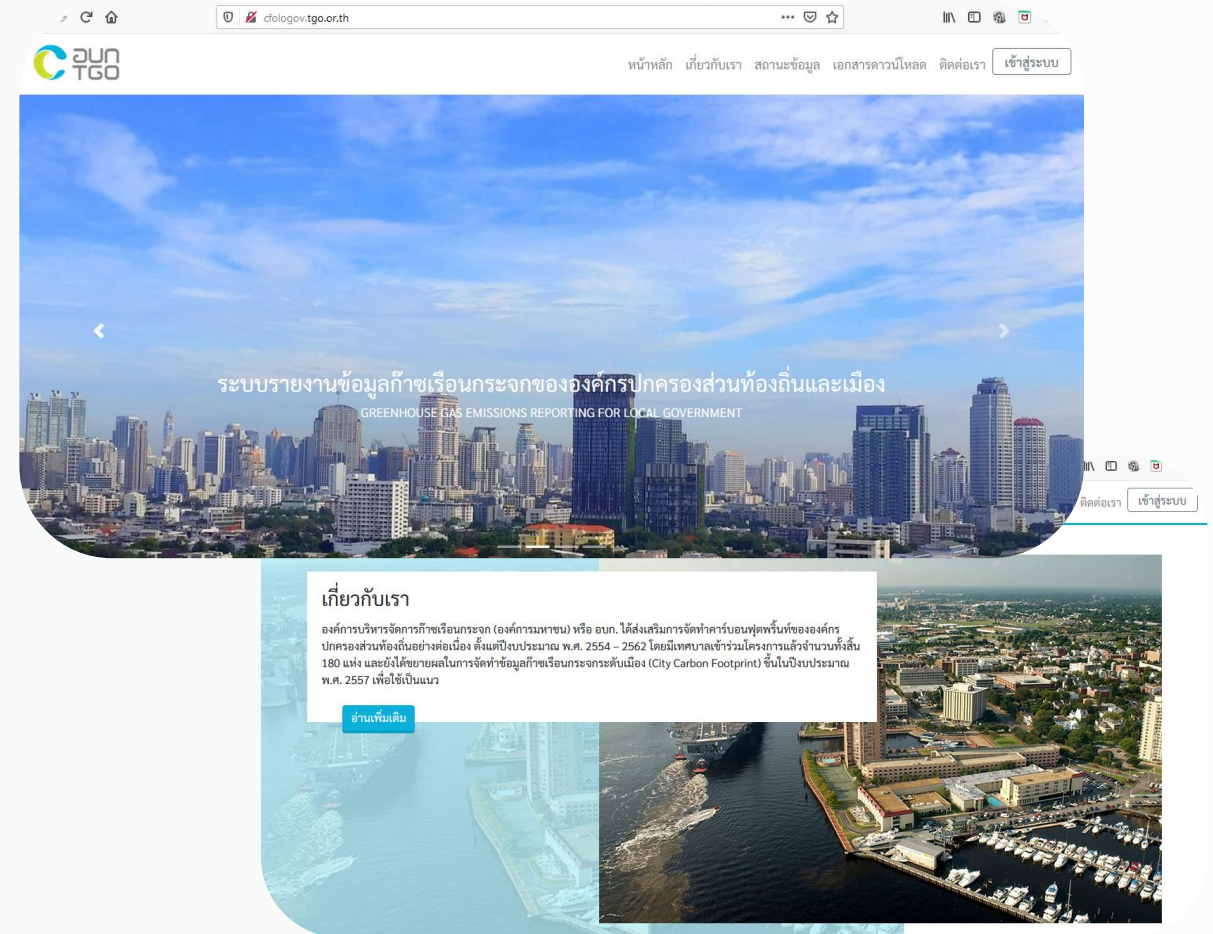 cfologov.tgo.or.th
อบก
TGO
หน้าหลัก เกี่ยวกับเรา สถานะข้อมูล เอกสารดาวน์โหลด ติดต่อเรา เข้าสู่ระบบ
ระบบรายงานข้อมูลก๊าซเรือนกระจกขององค์กรปกครองส่วนท้องถิ่นและเมือง
GREENHOUSE GAS EMISSIONS REPORTING FOR LOCAL GOVERNMENT
ติดต่อเรา เข้าสู่ระบบ
เกี่ยวกับเรา
องค์การบริหารจัดการก๊าซเรือนกระจก (องค์การมหาชน) หรือ อบก. ได้ส่งเสริมการจัดทำคาร์บอนฟุตพริ้นท์ขององค์กร
ปกครองส่วนท้องถิ่นอย่างต่อเนื่อง ตั้งแต่ปีงบประมาณ พ.ศ. 2554 – 2562 โดยมีเทศบาลเข้าร่วมโครงการแล้วจำนวนทั้งสิ้น
180 แห่ง และยังได้ขยายผลในการจัดทำข้อมูลก๊าซเรือนกระจกระดับเมือง (City Carbon Footprint) ขึ้นในปีงบประมาณ
พ.ศ. 2557 เพื่อใช้เป็นแนว
อ่านเพิ่มเติม